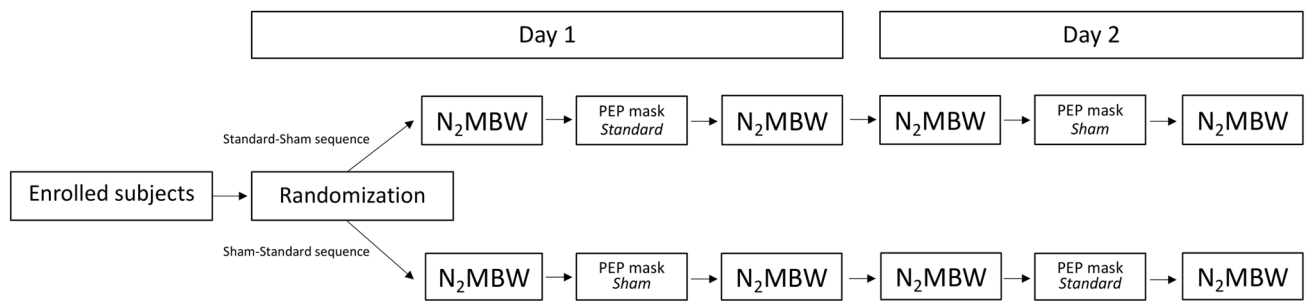 Day 1
Day 2
N₂MBW
PEP mask
Standard
N₂MBW
N₂MBW
PEP mask
Sham
N₂MBW
Standard-Sham sequence
Enrolled subjects
Randomization
Sham-Standard sequence
N₂MBW
PEP mask
Sham
N₂MBW
N₂MBW
PEP mask
Standard
N₂MBW